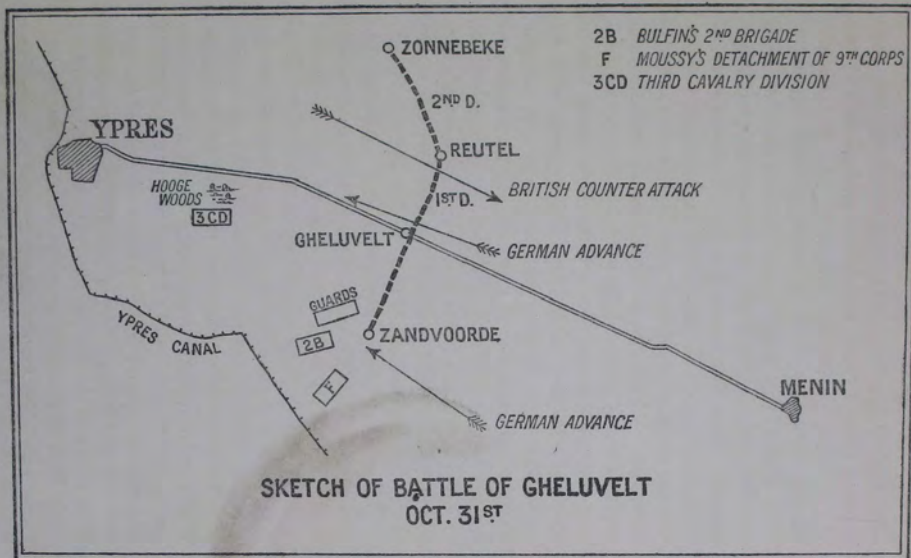 2B BULFIN'S 2ND BRIGADE
F MOUSSY'S DETACHMENT OF 9TH CORPS
3CD THIRD CAVALRY DIVISION
ZONNEBEKE
2ND D.
YPRES
REUTEL
HOOGE
WOODS
3CD
BRITISH COUNTER ATTACK
1ST D.
GHELUVELT
GERMAN ADVANCE
GUARDS
YPRES CANAL
2B
ZANDVOORDE
F
MENIN
GERMAN ADVANCE
SKETCH OF BATTLE OF GHELUVELT
OCT. 31ST